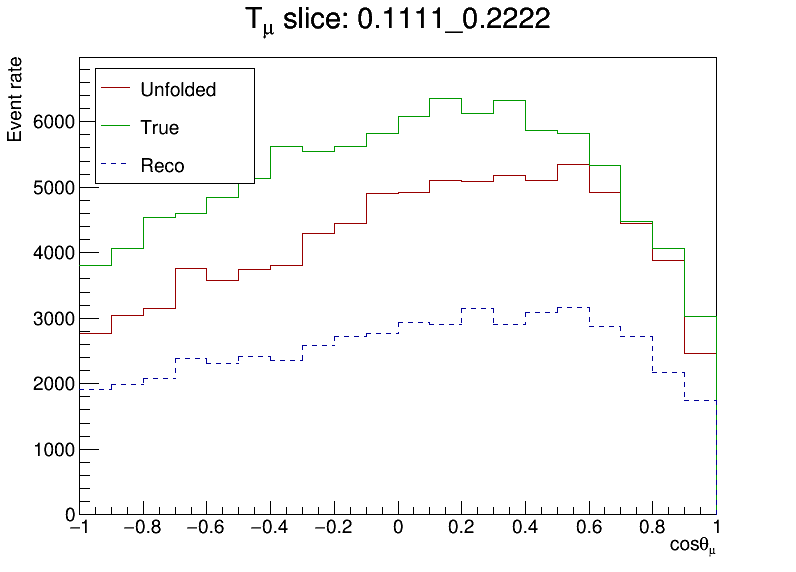 Tμ slice: 0.1111_0.2222
Event rate
Unfolded
True
Reco
6000
5000
4000
3000
2000
1000
0
−1 −0.8 −0.6 −0.4 −0.2 0 0.2 0.4 0.6 0.8 1
cosθμ